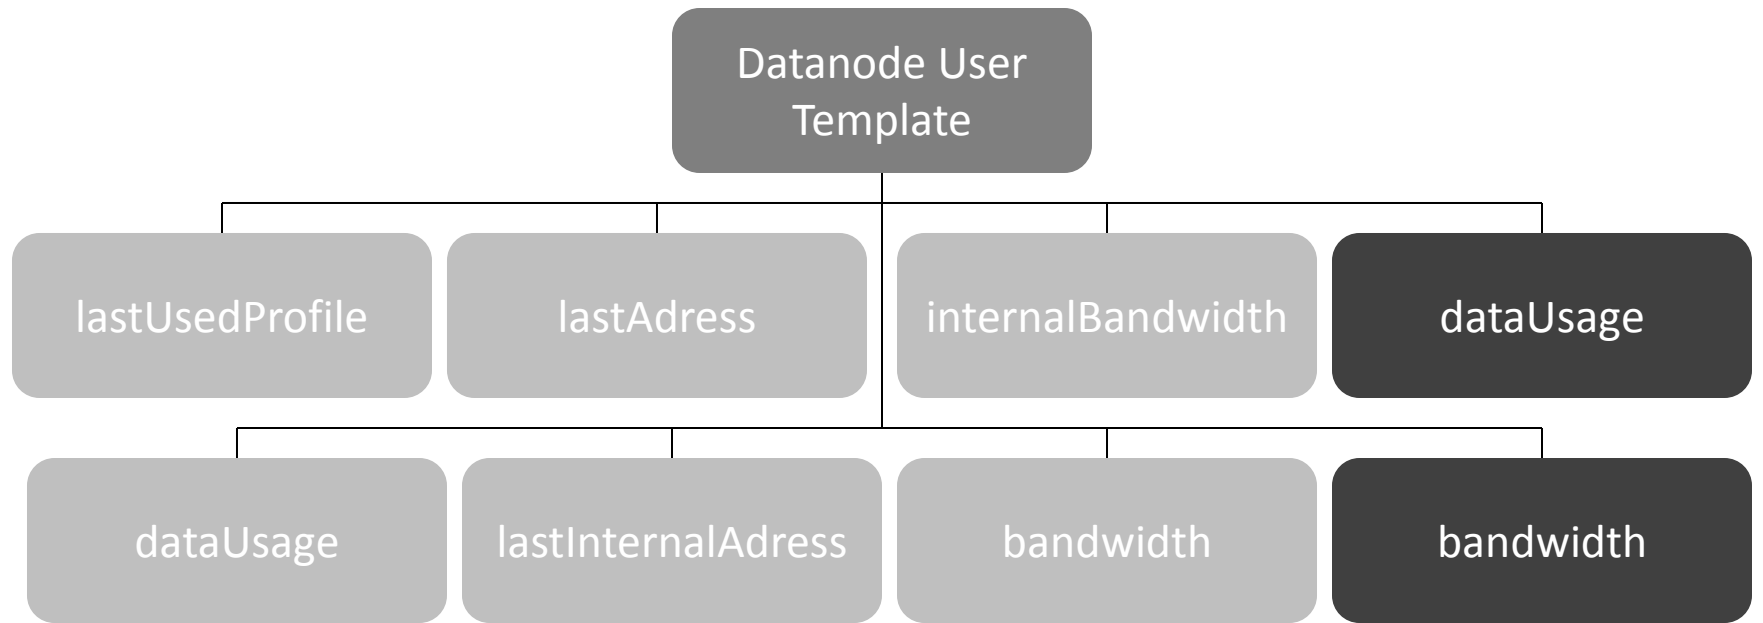 Datanode User
Template
lastUsedProfile
lastAdress
internalBandwidth
dataUsage
dataUsage
lastInternalAdress
bandwidth
bandwidth